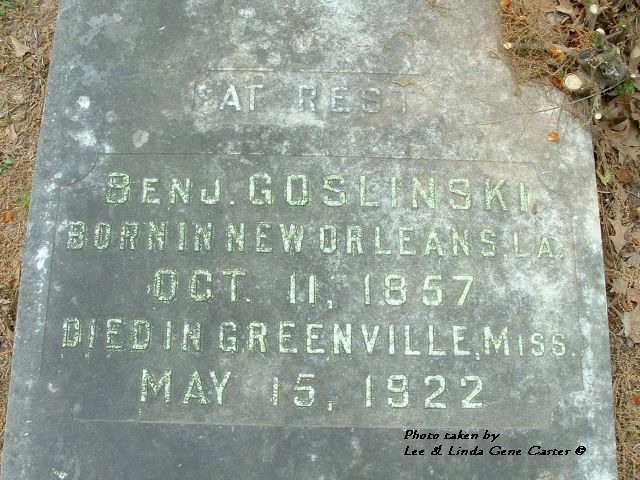 AT REST
BENJ. GOSLINSKI
BORN IN NEW ORLEANS, LA.
OCT. 11, 1857
DIED IN GREENVILLE, MISS.
MAY 15, 1922
Photo taken by
Lee & Linda Gene Carter ©